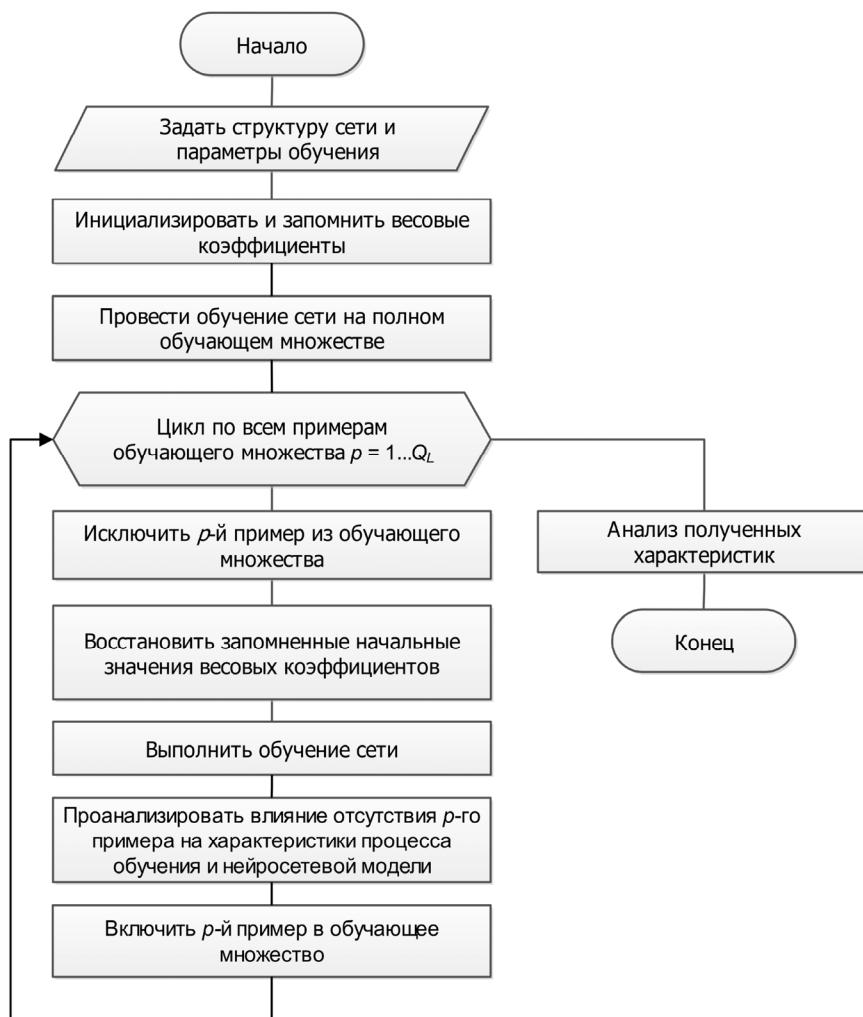 Начало
Задать структуру сети и
параметры обучения
Инициализировать и запомнить весовые
коэффициенты
Провести обучение сети на полном
обучающем множестве
Цикл по всем примерам
обучающего множества p = 1...Q_L
Исключить p-й пример из обучающего
множества
Восстановить запомненные начальные
значения весовых коэффициентов
Выполнить обучение сети
Проанализировать влияние отсутствия p-го
примера на характеристики процесса
обучения и нейросетевой модели
Включить p-й пример в обучающее
множество
Анализ полученных
характеристик
Конец